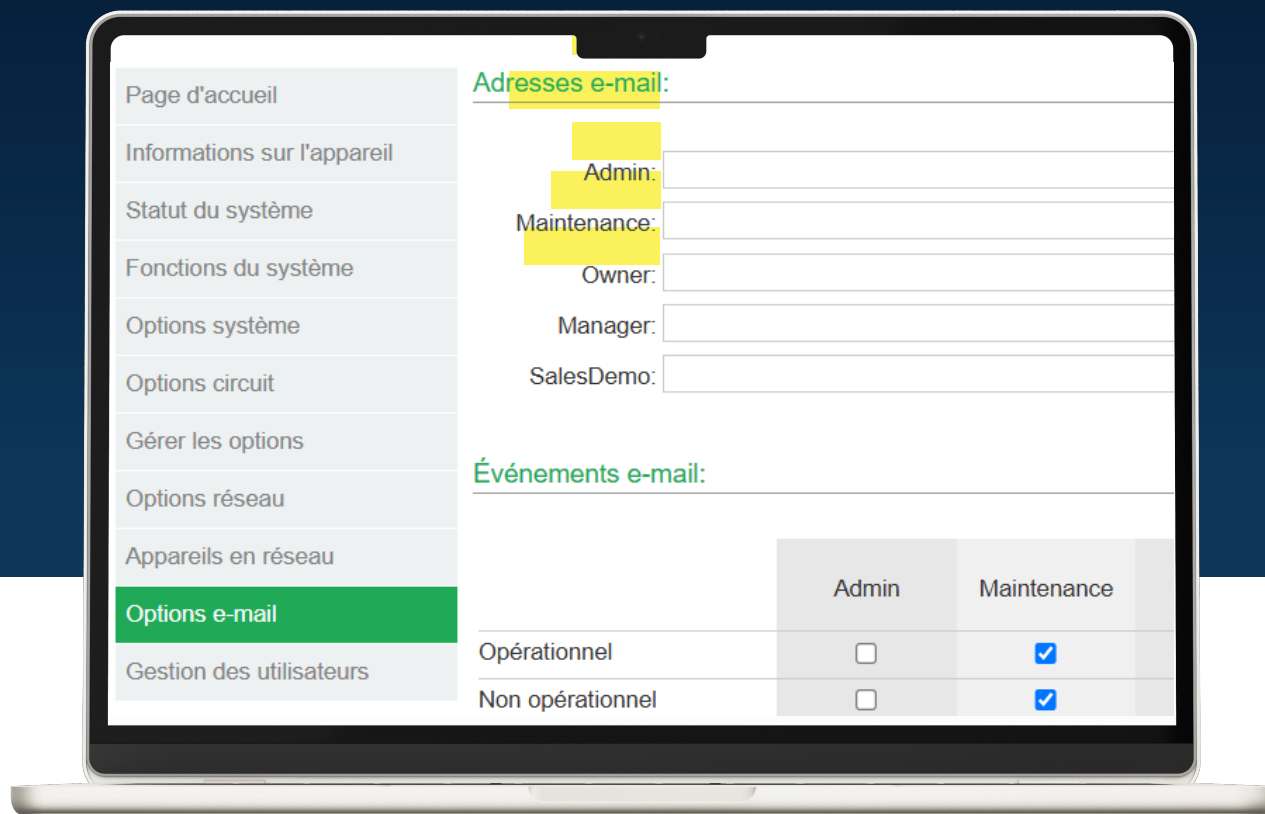 Page d'accueil
Informations sur l'appareil
Statut du système
Fonctions du système
Options système
Options circuit
Gérer les options
Options réseau
Appareils en réseau
Options e-mail
Gestion des utilisateurs
Adresses e-mail:
Admin:
Maintenance:
Owner:
Manager:
SalesDemo:
Événements e-mail:
Admin Maintenance
Opérationnel
Non opérationnel